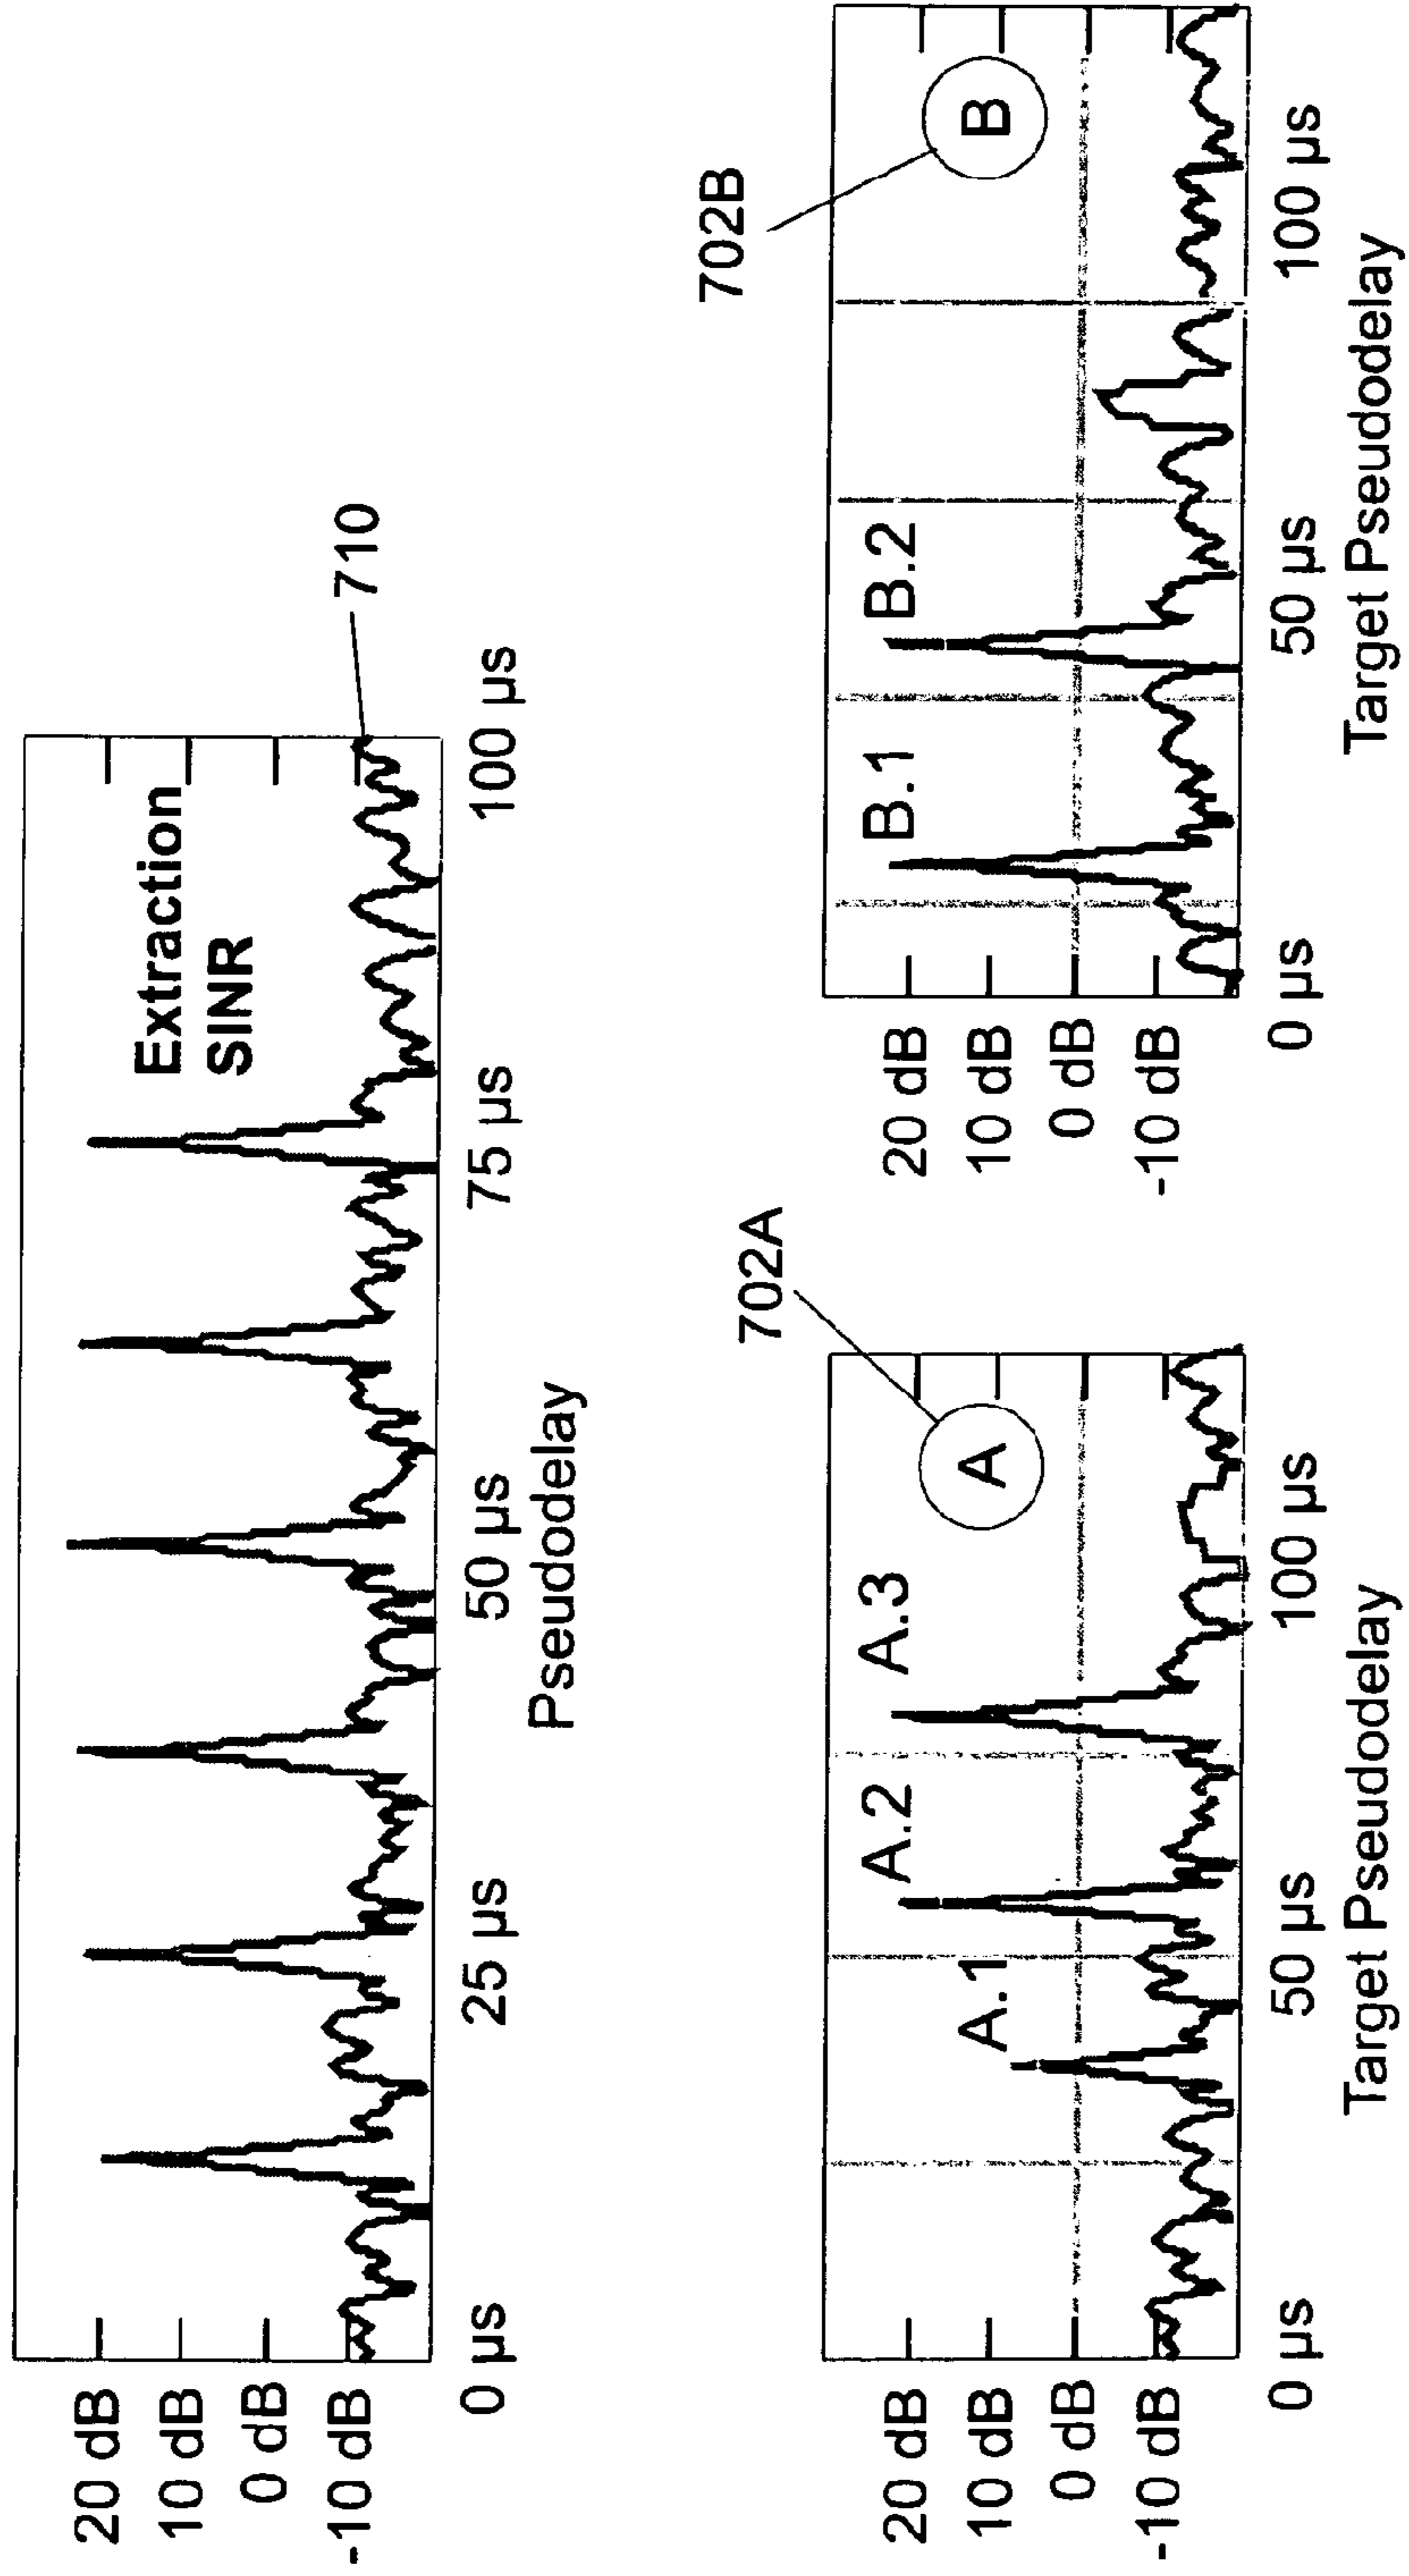 Extraction
SINR
20 dB
10 dB
0 dB
-10 dB
710
0 µs
25 µs
50 µs
75 µs
100 µs
Pseudodelay
702A
A
A.1
A.2
A.3
20 dB
10 dB
0 dB
-10 dB
0 µs
50 µs
100 µs
Target Pseudodelay
702B
B
B.1
B.2
20 dB
10 dB
0 dB
-10 dB
0 µs
50 µs
100 µs
Target Pseudodelay